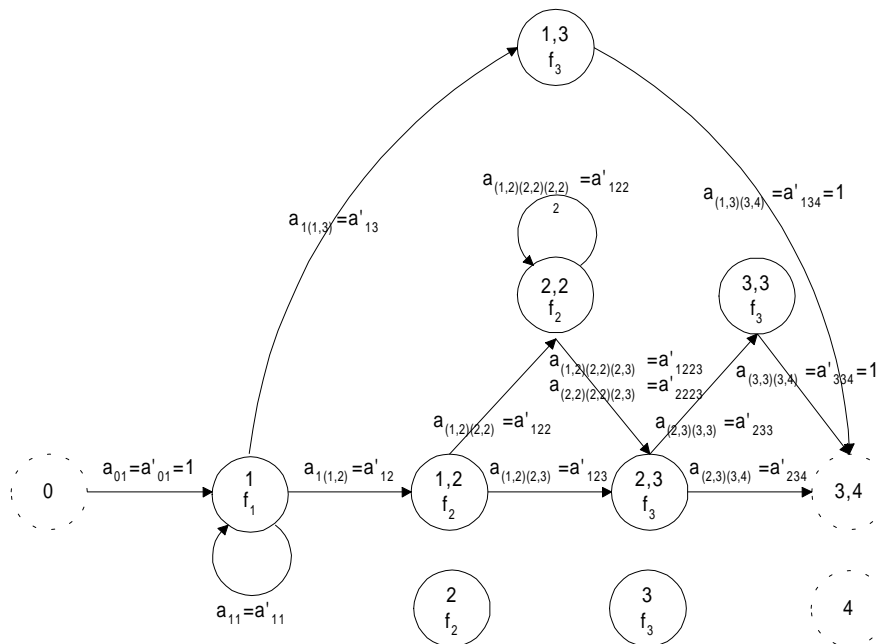 1,3
f₃
a₍₁,₂₎₍₂,₂₎₍₂,₂₎ =a'₁₂₂
2
a₍₁,₃₎₍₃,₄₎=a'₁₃₄=1
a₁₍₁,₃₎=a'₁₃
2,2
f₂
3,3
f₃
a₍₁,₂₎₍₂,₂₎₍₂,₃₎ =a'₁₂₂₃
a₍₂,₂₎₍₂,₂₎₍₂,₃₎ =a'₂₂₂₃
a₍₃,₃₎₍₃,₄₎=a'₃₃₄=1
a₍₁,₂₎₍₂,₂₎ =a'₁₂₂
a₍₂,₃₎₍₃,₃₎ =a'₂₃₃
0
a₀₁=a'₀₁=1
1
f₁
a₁₍₁,₂₎=a'₁₂
1,2
f₂
a₍₁,₂₎₍₂,₃₎ =a'₁₂₃
2,3
f₃
a₍₂,₃₎₍₃,₄₎ =a'₂₃₄
3,4
a₁₁=a'₁₁
2
f₂
3
f₃
4